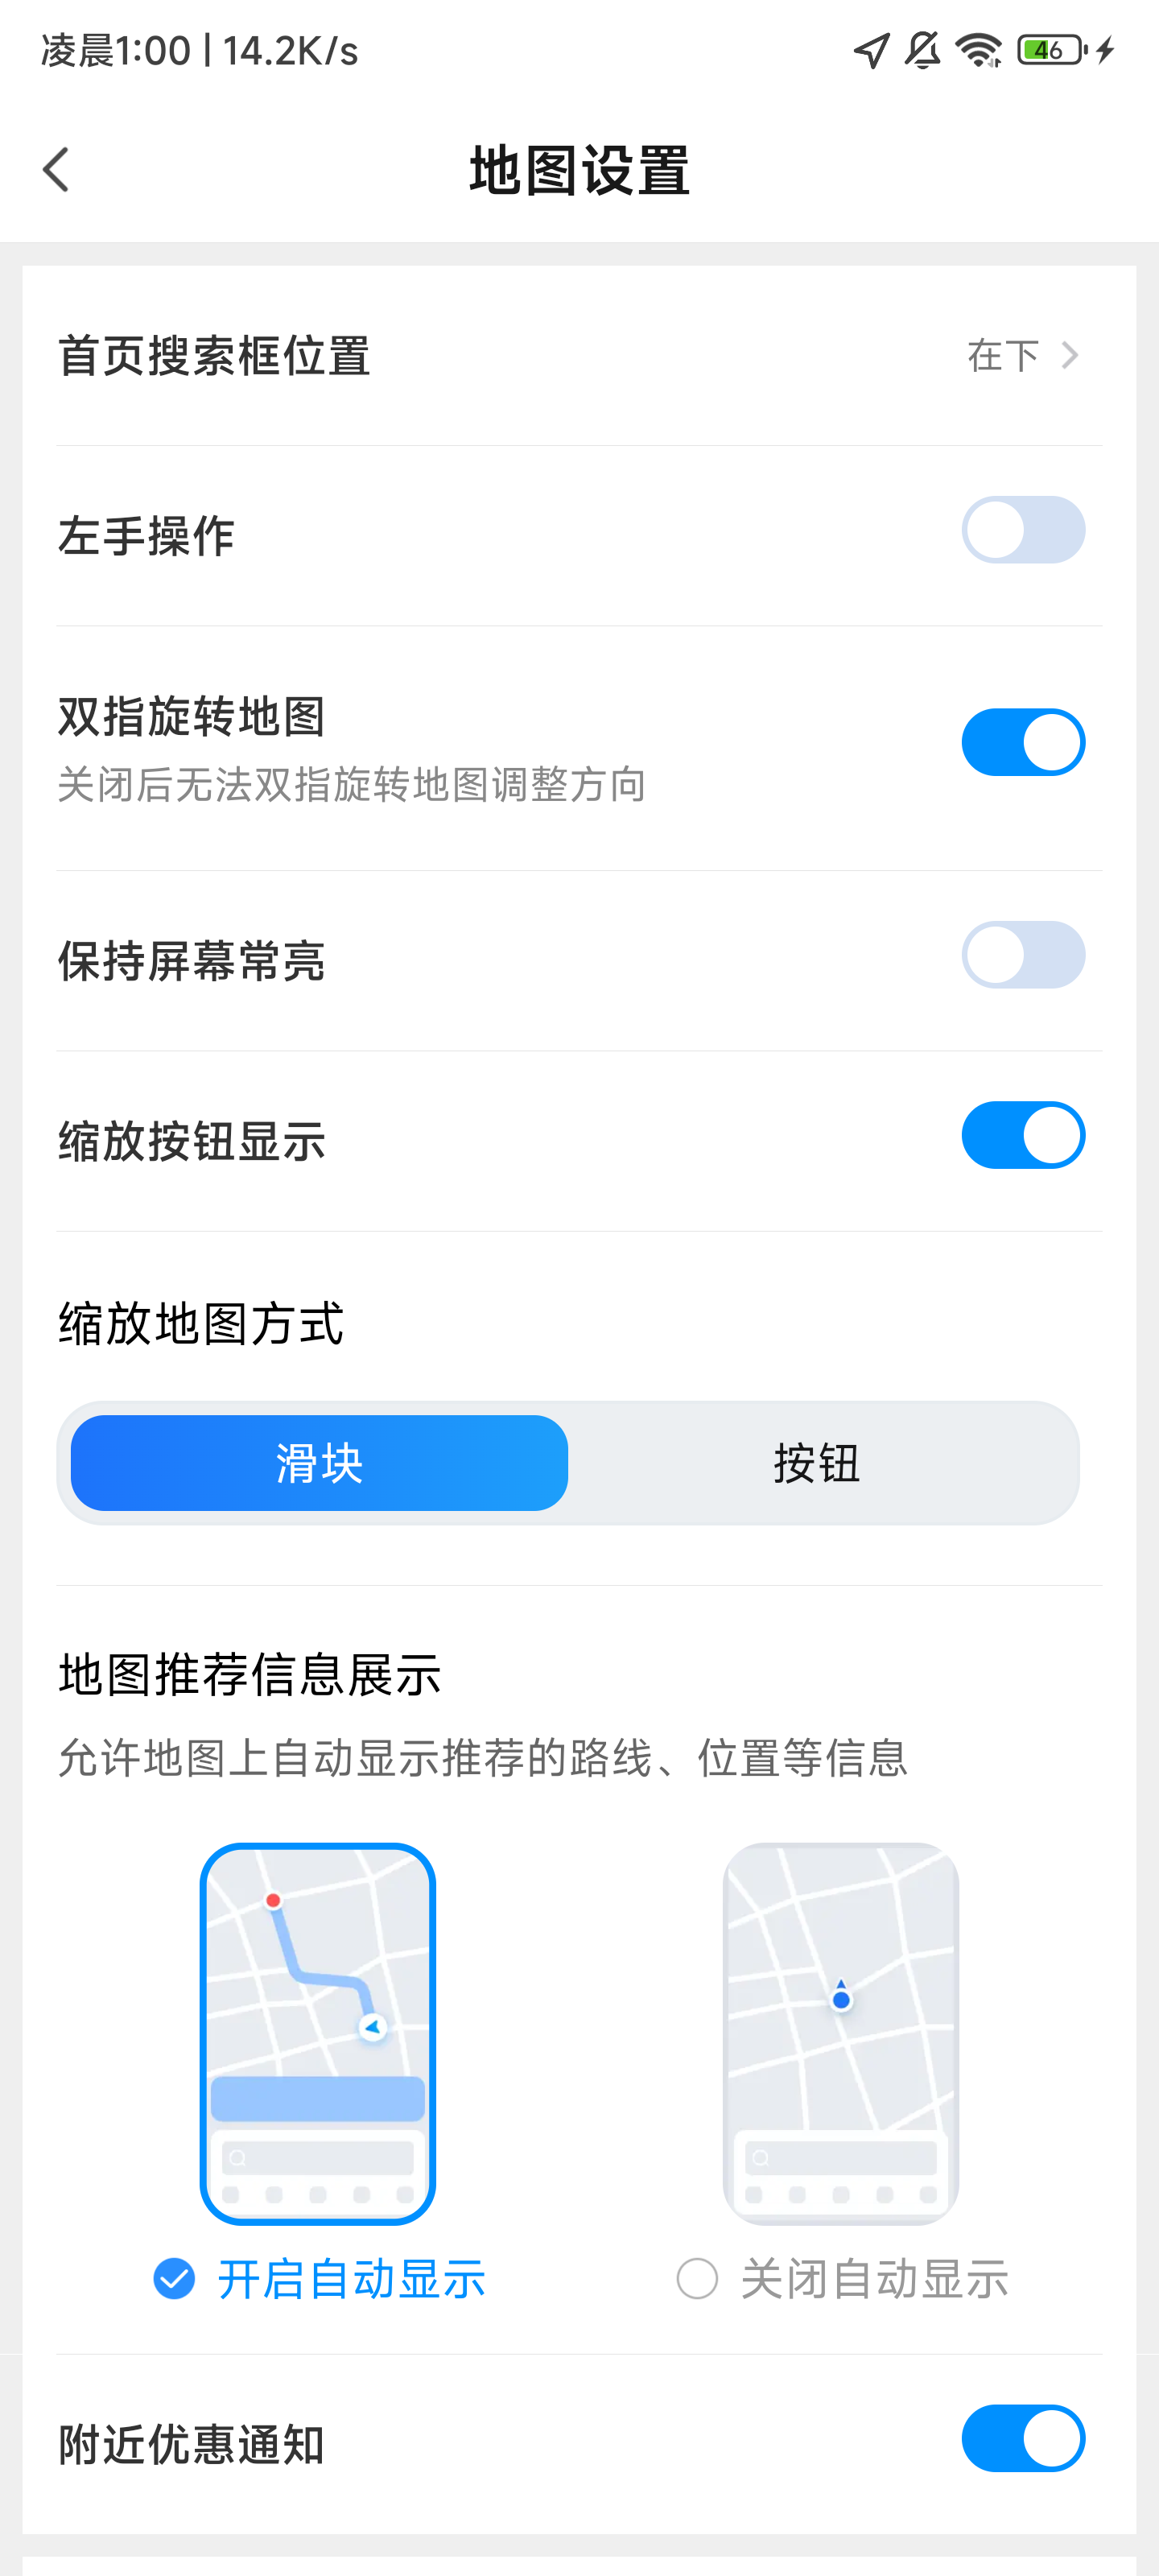 凌晨1:00 | 14.2K/s
46
地图设置
首页搜索框位置
在下
左手操作
双指旋转地图
关闭后无法双指旋转地图调整方向
保持屏幕常亮
缩放按钮显示
缩放地图方式
滑块
按钮
地图推荐信息展示
允许地图上自动显示推荐的路线、位置等信息
开启自动显示
关闭自动显示
附近优惠通知